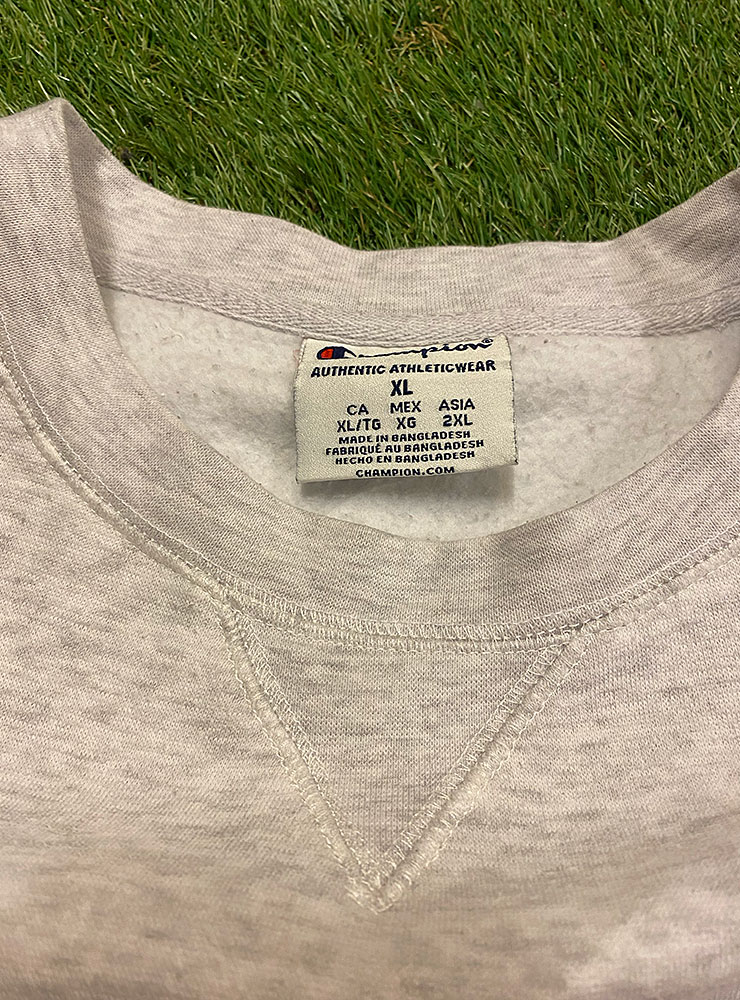 Champion
AUTHENTIC ATHLETICWEAR
XL
CA MEX ASIA
XL/TG XG 2XL
MADE IN BANGLADESH
FABRIQUÉ AU BANGLADESH
HECHO EN BANGLADESH
CHAMPION.COM